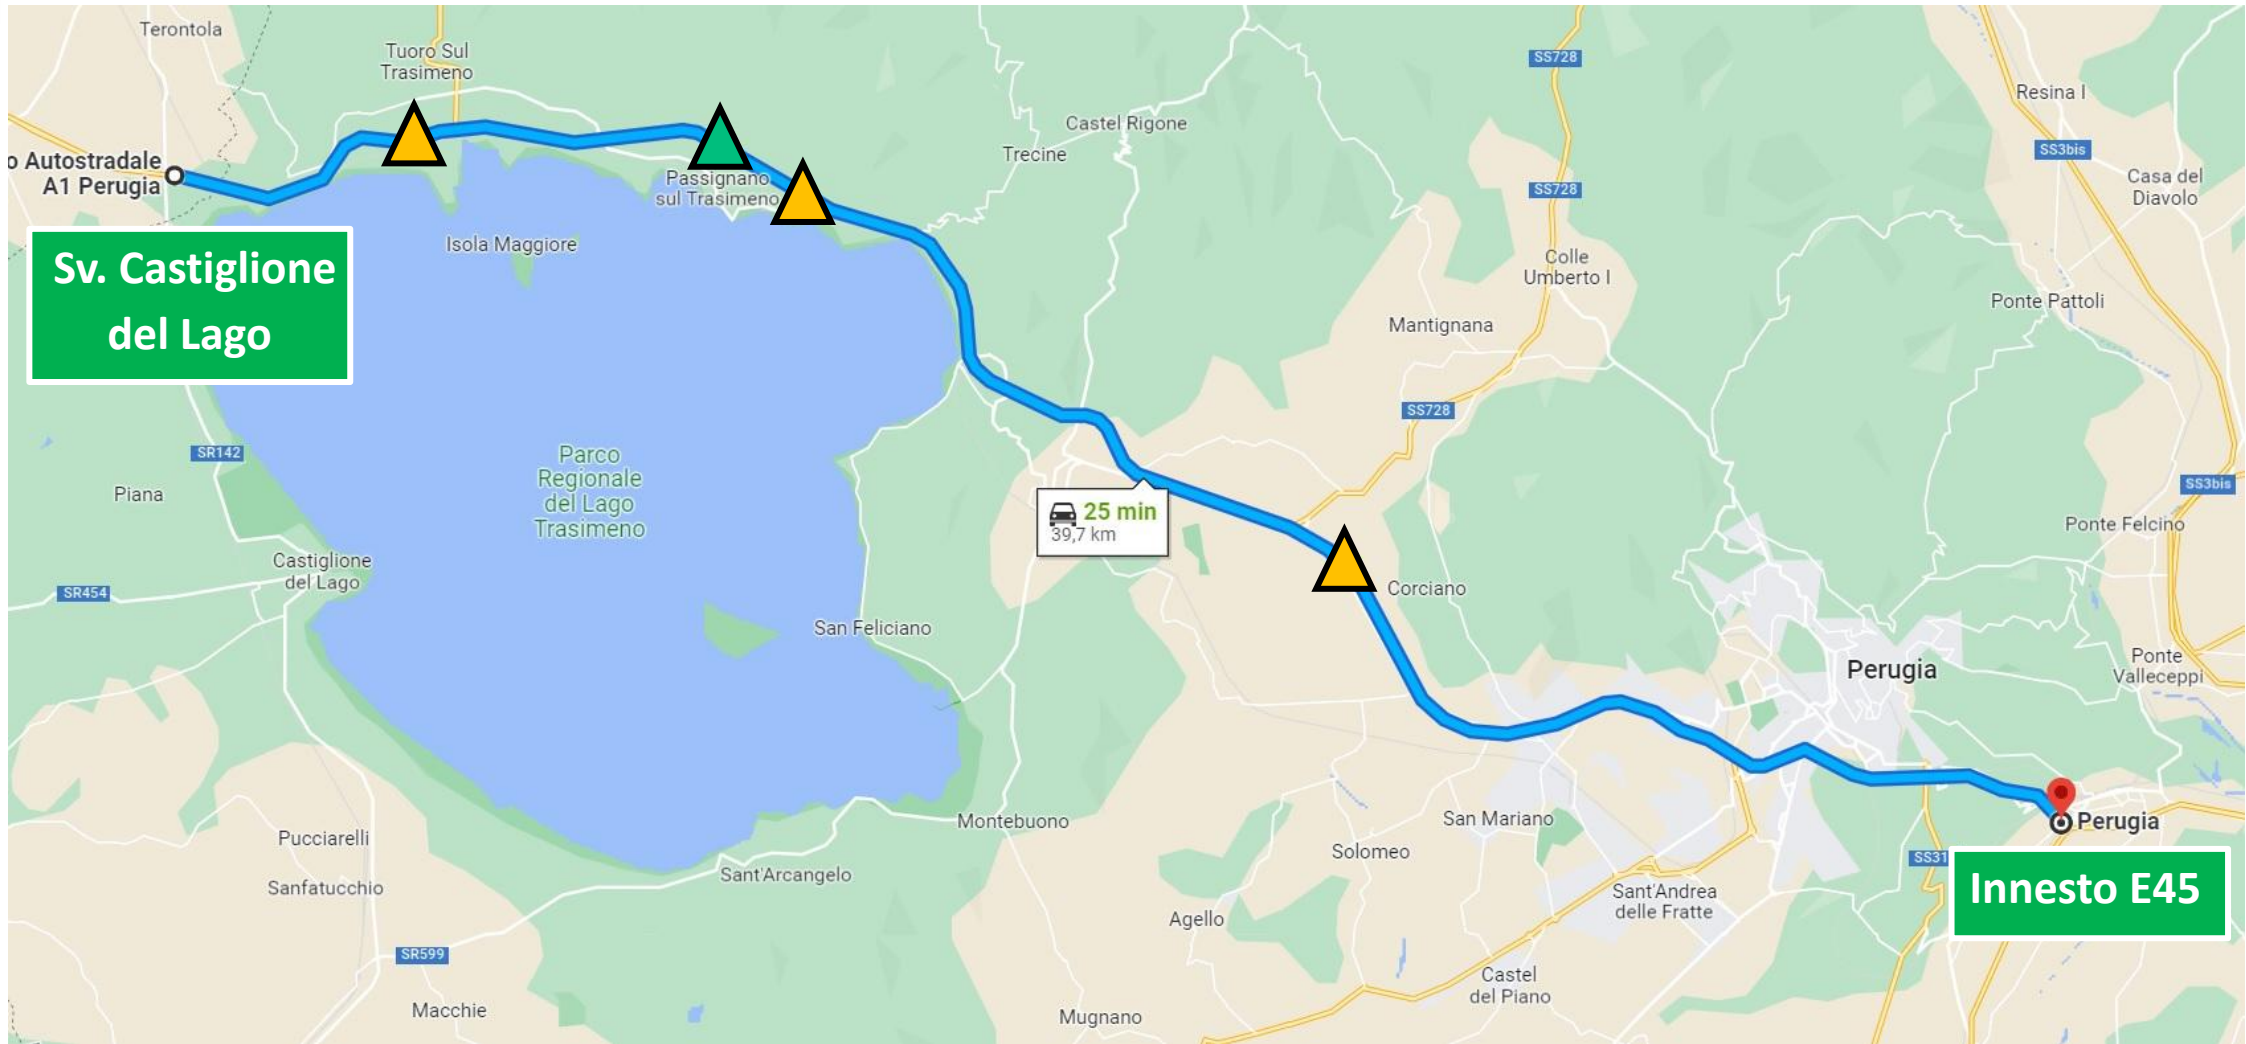 Terontola
Tuoro Sul
Trasimeno
SS728
Resina I
Castel Rigone
Trecine
SS3bis
o Autostradale
A1 Perugia
Passignano
sul Trasimeno
SS728
Casa del
Diavolo
Isola Maggiore
Sv. Castiglione
del Lago
Colle
Umberto I
Ponte Pattoli
Mantignana
SS728
SR142
Parco
Regionale
del Lago
Trasimeno
Piana
SS3bis
25 min
39,7 km
Ponte Felcino
Castiglione
del Lago
SR454
Corciano
San Feliciano
Perugia
Ponte
Valleceppi
Montebuono
San Mariano
Perugia
Pucciarelli
Solomeo
SS31
Sant'Arcangelo
Sanfatucchio
Innesto E45
Sant'Andrea
delle Fratte
Agello
SR599
Castel
del Piano
Macchie
Mugnano